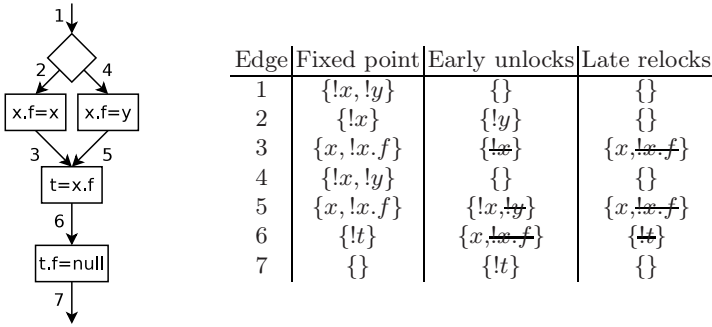 1
2
4
x.f=x
x.f=y
3
5
t=x.f
6
t.f=null
7
Edge Fixed point Early unlocks Late relocks
1 {!x, !y} {} {}
2 {!x} {!y} {}
3 {x, !x.f} {!x} {x,!x.f}
4 {!x, !y} {} {}
5 {x, !x.f} {!x,!y} {x,!x.f}
6 {!t} {x,!x.f} {!t}
7 {} {!t} {}